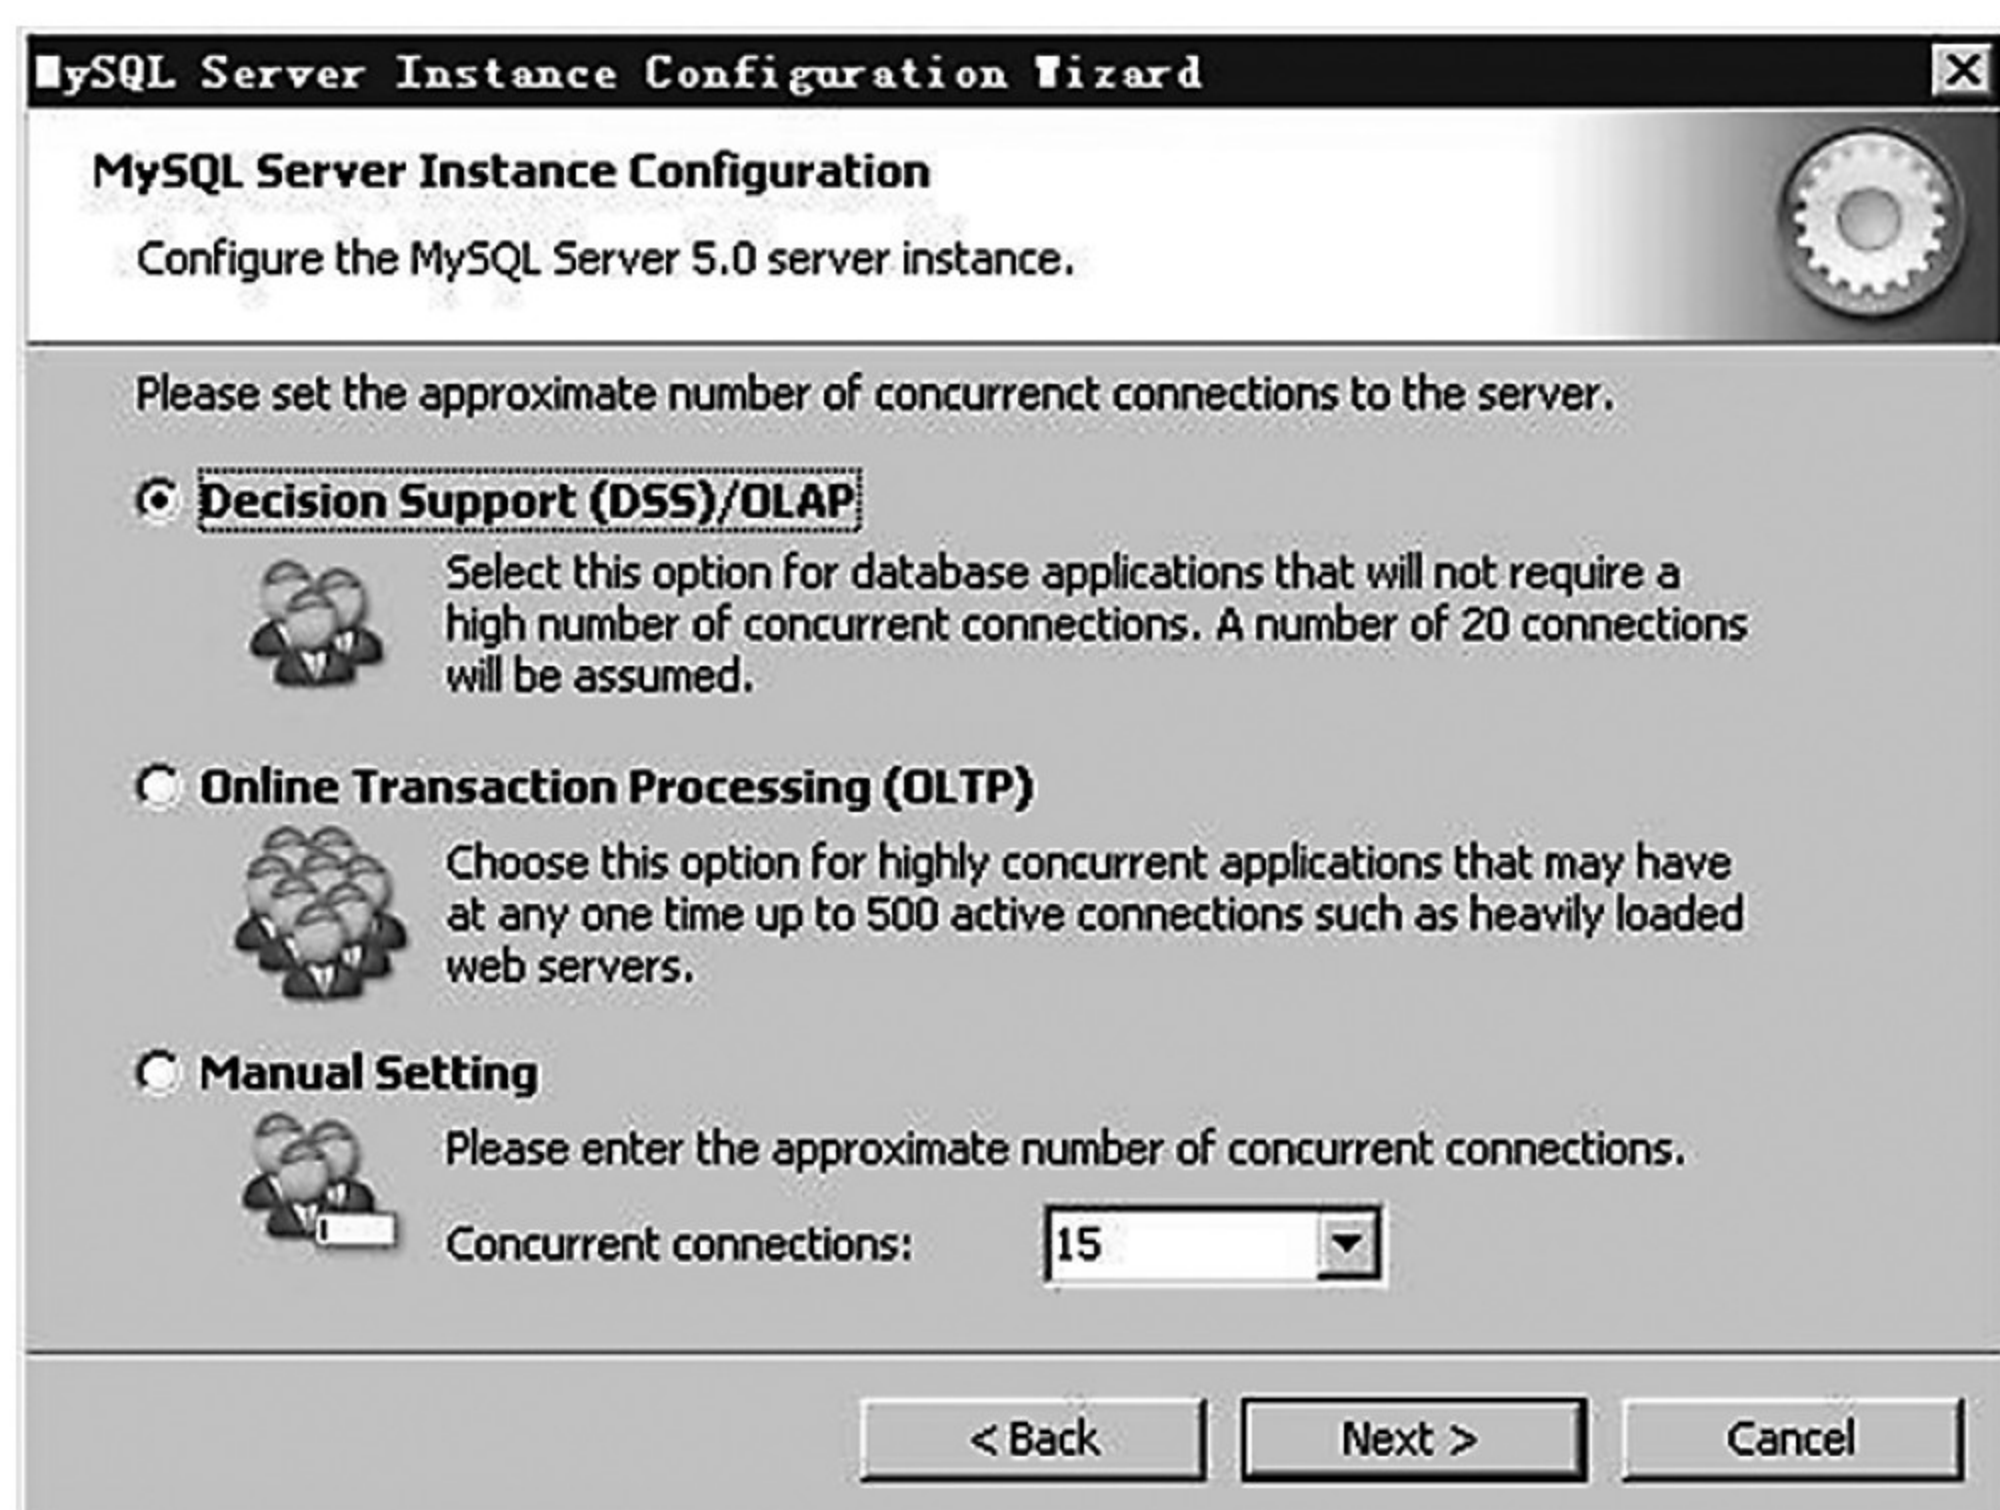 MySQL Server Instance Configuration Wizard
MySQL Server Instance Configuration
Configure the MySQL Server 5.0 server instance.
Please set the approximate number of concurrenct connections to the server.
Decision Support (DSS)/OLAP
Select this option for database applications that will not require a
high number of concurrent connections. A number of 20 connections
will be assumed.
Online Transaction Processing (OLTP)
Choose this option for highly concurrent applications that may have
at any one time up to 500 active connections such as heavily loaded
web servers.
Manual Setting
Please enter the approximate number of concurrent connections.
Concurrent connections: 15
< Back Next > Cancel